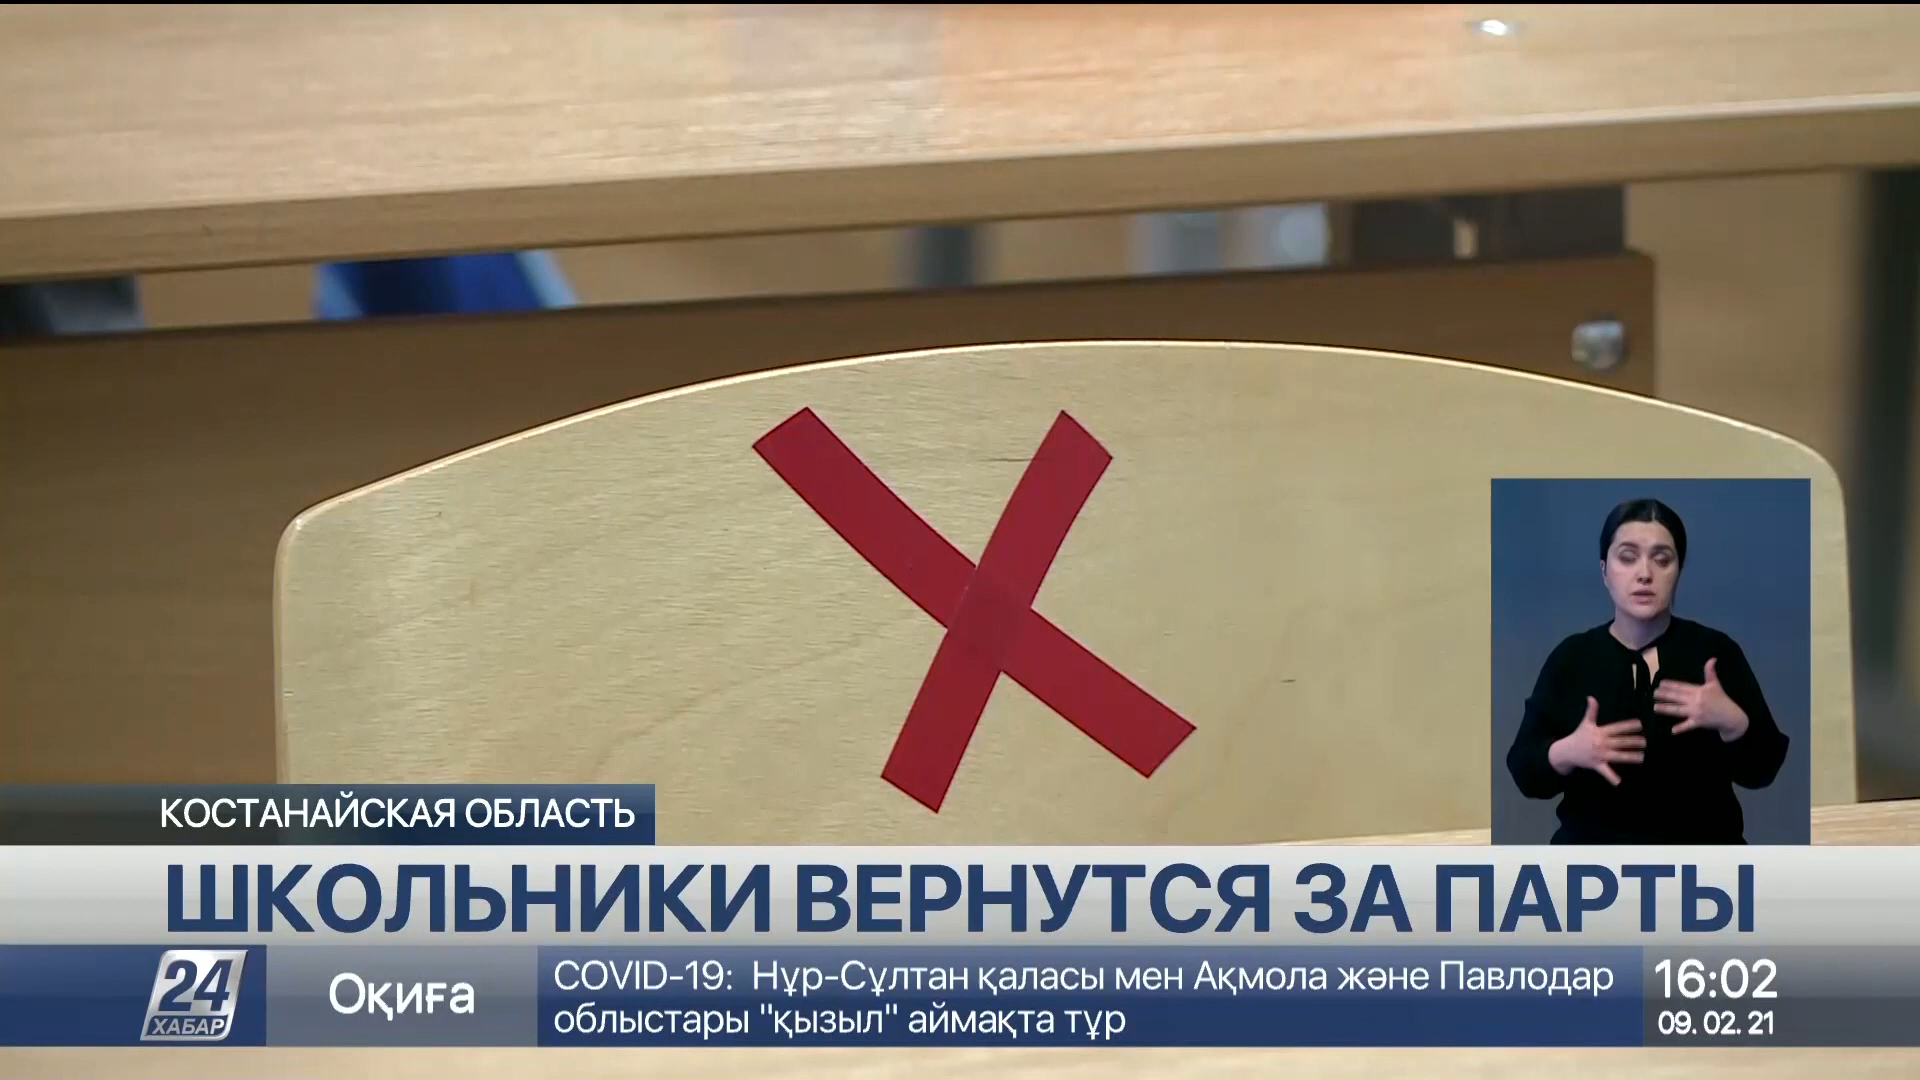 КОСТАНАЙСКАЯ ОБЛАСТЬ
ШКОЛЬНИКИ ВЕРНУТСЯ ЗА ПАРТЫ
24
ХАБАР
Оқиға
COVID-19: Нұр-Сұлтан қаласы мен Ақмола және Павлодар
облыстары "қызыл" аймақта тұр
16:02
09. 02. 21